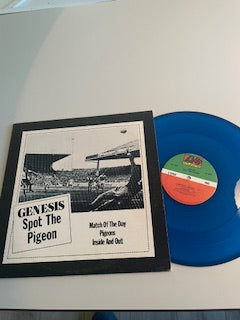 GENESIS
Spot The
Pigeon
Match Of The Day
Pigeons
Inside And Out